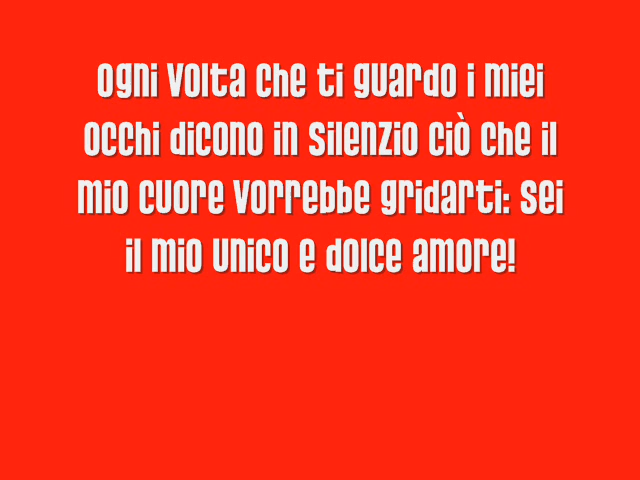 Ogni volta che ti guardo i miei
occhi dicono in silenzio ciò che il
mio cuore vorrebbe gridarti: Sei
il mio unico e dolce amore!